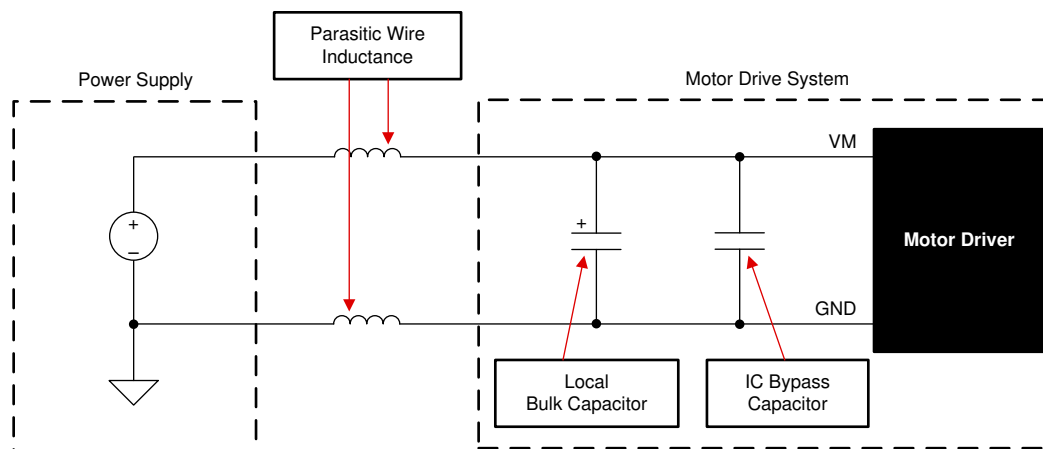 Parasitic Wire
Inductance
Power Supply
Motor Drive System
VM
+
–
+
Motor Driver
GND
Local
Bulk Capacitor
IC Bypass
Capacitor